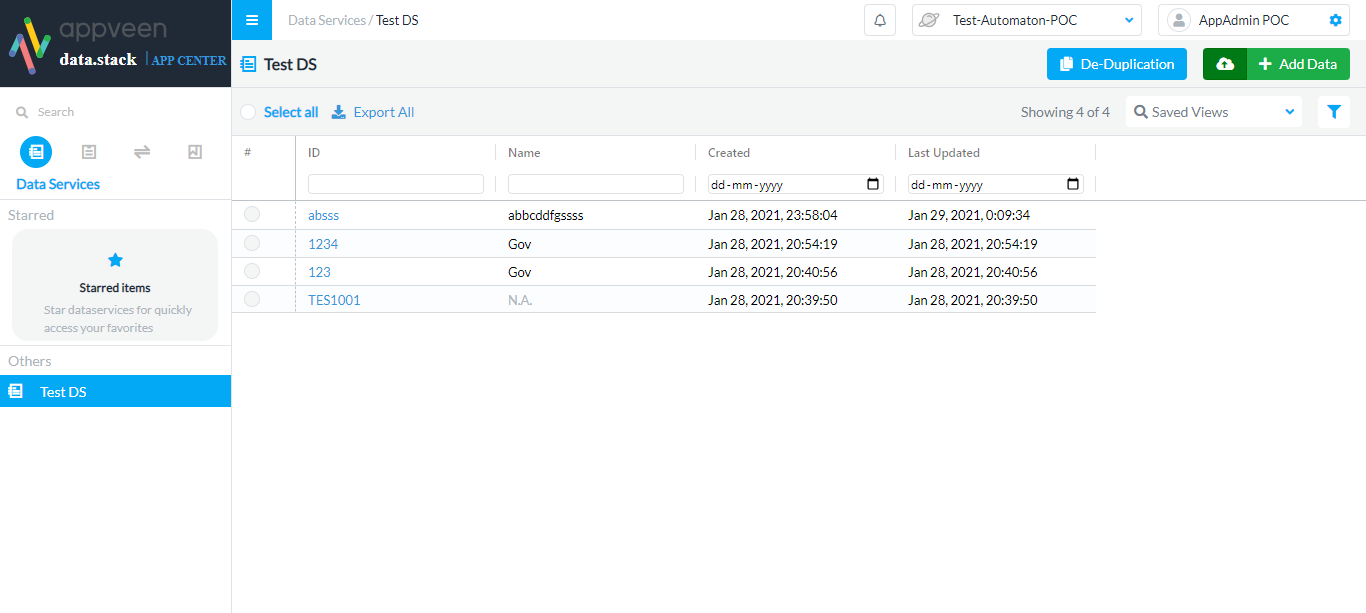 appveen
data.stack | APP CENTER
Data Services / Test DS
Test-Automaton-POC
AppAdmin POC
Test DS
De-Duplication
Add Data
Search
Select all
Export All
Showing 4 of 4
Saved Views
Data Services
# ID Name Created Last Updated
dd-mm-yyyy dd-mm-yyyy
Starred
absss abbcddfgssss Jan 28, 2021, 23:58:04 Jan 29, 2021, 0:09:34
1234 Gov Jan 28, 2021, 20:54:19 Jan 28, 2021, 20:54:19
123 Gov Jan 28, 2021, 20:40:56 Jan 28, 2021, 20:40:56
TES1001 N.A. Jan 28, 2021, 20:39:50 Jan 28, 2021, 20:39:50
Starred items
Star dataservices for quickly
access your favorites
Others
Test DS